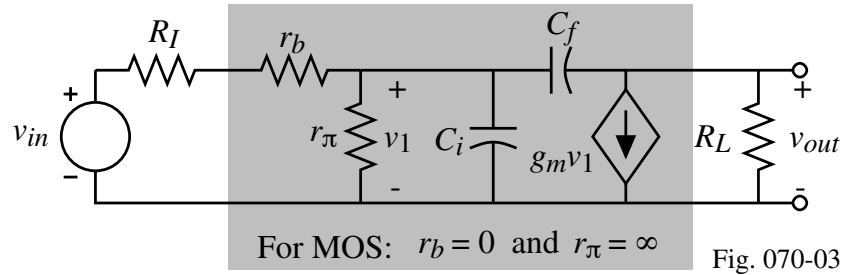 R_I
r_b
C_f
+
+
+
v_in
r_π
v_1
C_i
g_m v_1
R_L
v_out
-
-
-
For MOS: r_b = 0 and r_π = ∞
Fig. 070-03